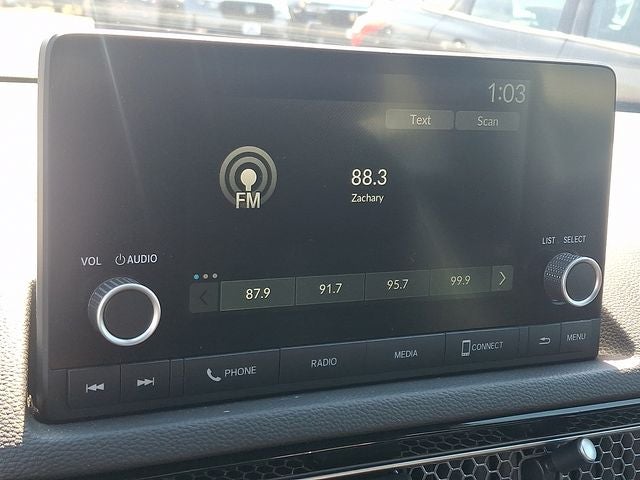 1:03
Text Scan
FM
88.3
Zachary
VOL AUDIO
LIST SELECT
87.9 91.7 95.7 99.9
PHONE RADIO MEDIA CONNECT MENU